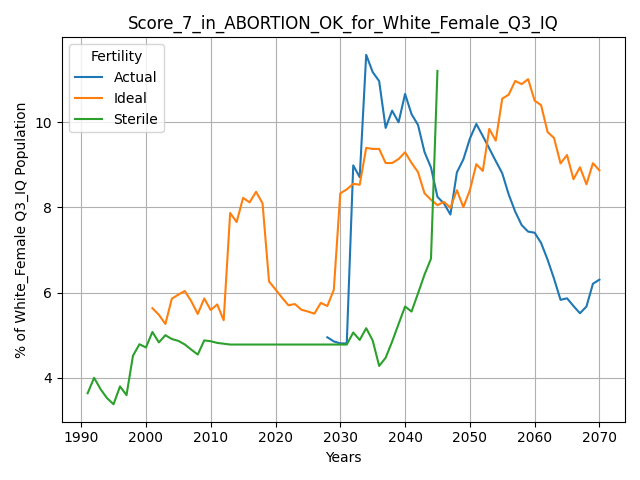 Score_7_in_ABORTION_OK_for_White_Female_Q3_IQ
Fertility
Actual
Ideal
Sterile
% of White_Female Q3_IQ Population
10
8
6
4
1990 2000 2010 2020 2030 2040 2050 2060 2070
Years